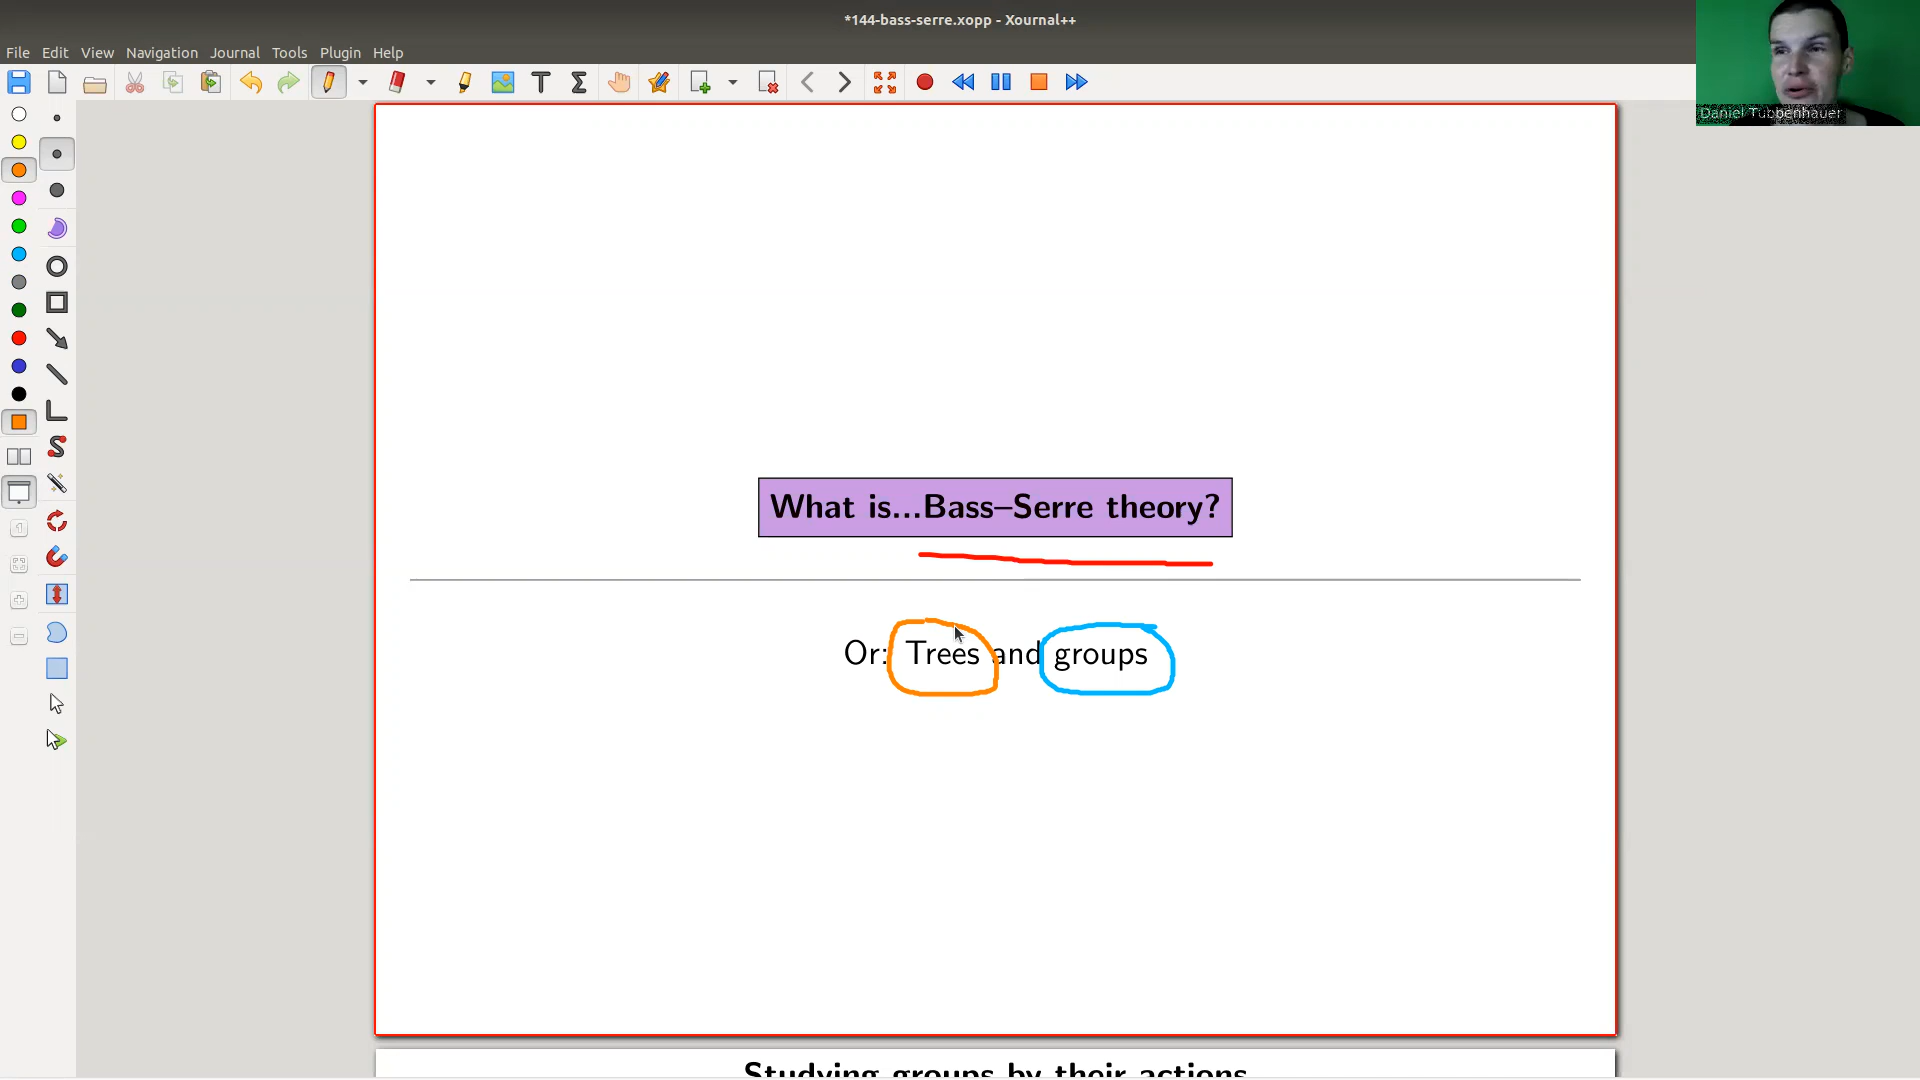 *144-bass-serre.xopp - Xournal++
File Edit View Navigation Journal Tools Plugin Help
Daniel Tubbenhauer
What is...Bass–Serre theory?
Or: Trees and groups
Studying groups by their actions